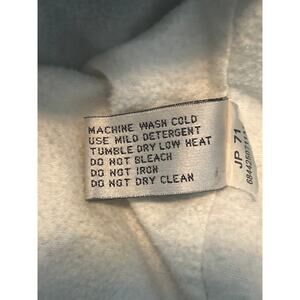 MACHINE WASH COLD
USE MILD DETERGENT
TUMBLE DRY LOW HEAT
DO NOT BLEACH
DO NOT IRON
DO NOT DRY CLEAN
JP 71